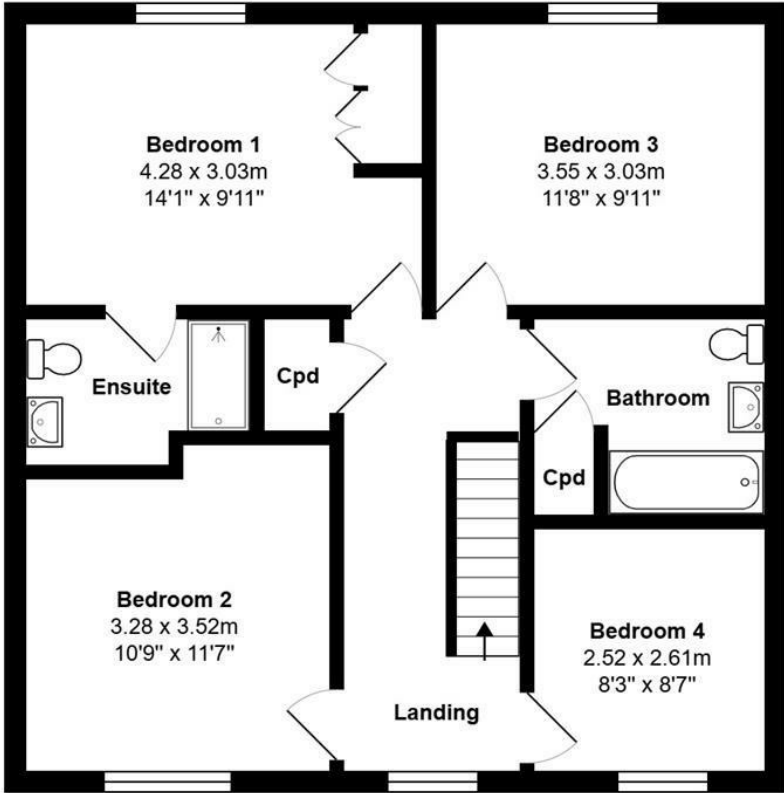 Bedroom 1
4.28 x 3.03m
14'1" x 9'11"
Bedroom 3
3.55 x 3.03m
11'8" x 9'11"
Ensuite
Cpd
Bathroom
Cpd
Bedroom 2
3.28 x 3.52m
10'9" x 11'7"
Bedroom 4
2.52 x 2.61m
8'3" x 8'7"
Landing